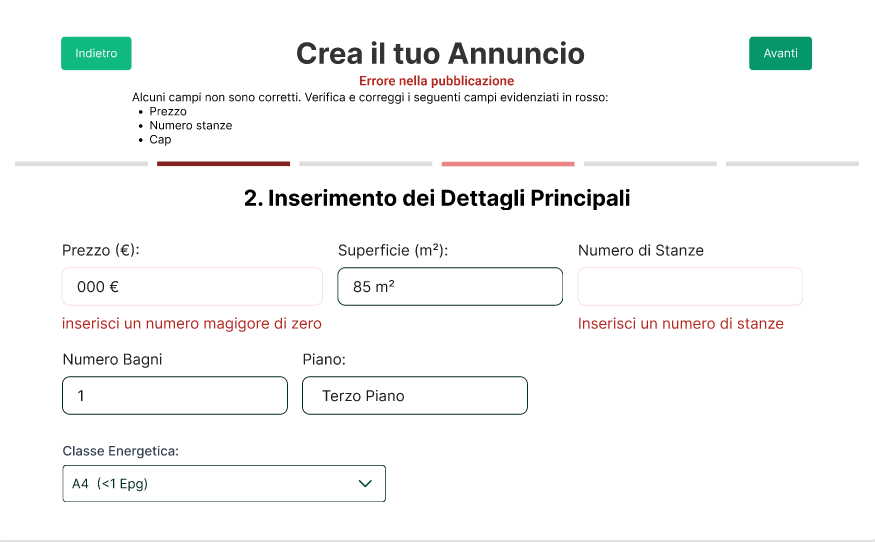 Indietro
Crea il tuo Annuncio
Avanti
Errore nella pubblicazione
Alcuni campi non sono corretti. Verifica e correggi i seguenti campi evidenziati in rosso:
• Prezzo
• Numero stanze
• Cap
2. Inserimento dei Dettagli Principali
Prezzo (€):
Superficie (m²):
Numero di Stanze
000 €
85 m²
inserisci un numero magigore di zero
Inserisci un numero di stanze
Numero Bagni
Piano:
1
Terzo Piano
Classe Energetica:
A4 (<1 Epg)